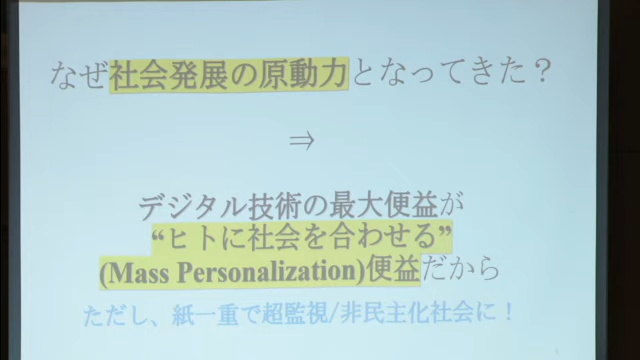 なぜ社会発展の原動力となってきた？
⇒
デジタル技術の最大便益が
“ヒトに社会を合わせる”
(Mass Personalization)便益だから
ただし、紙一重で超監視/非民主化社会に！